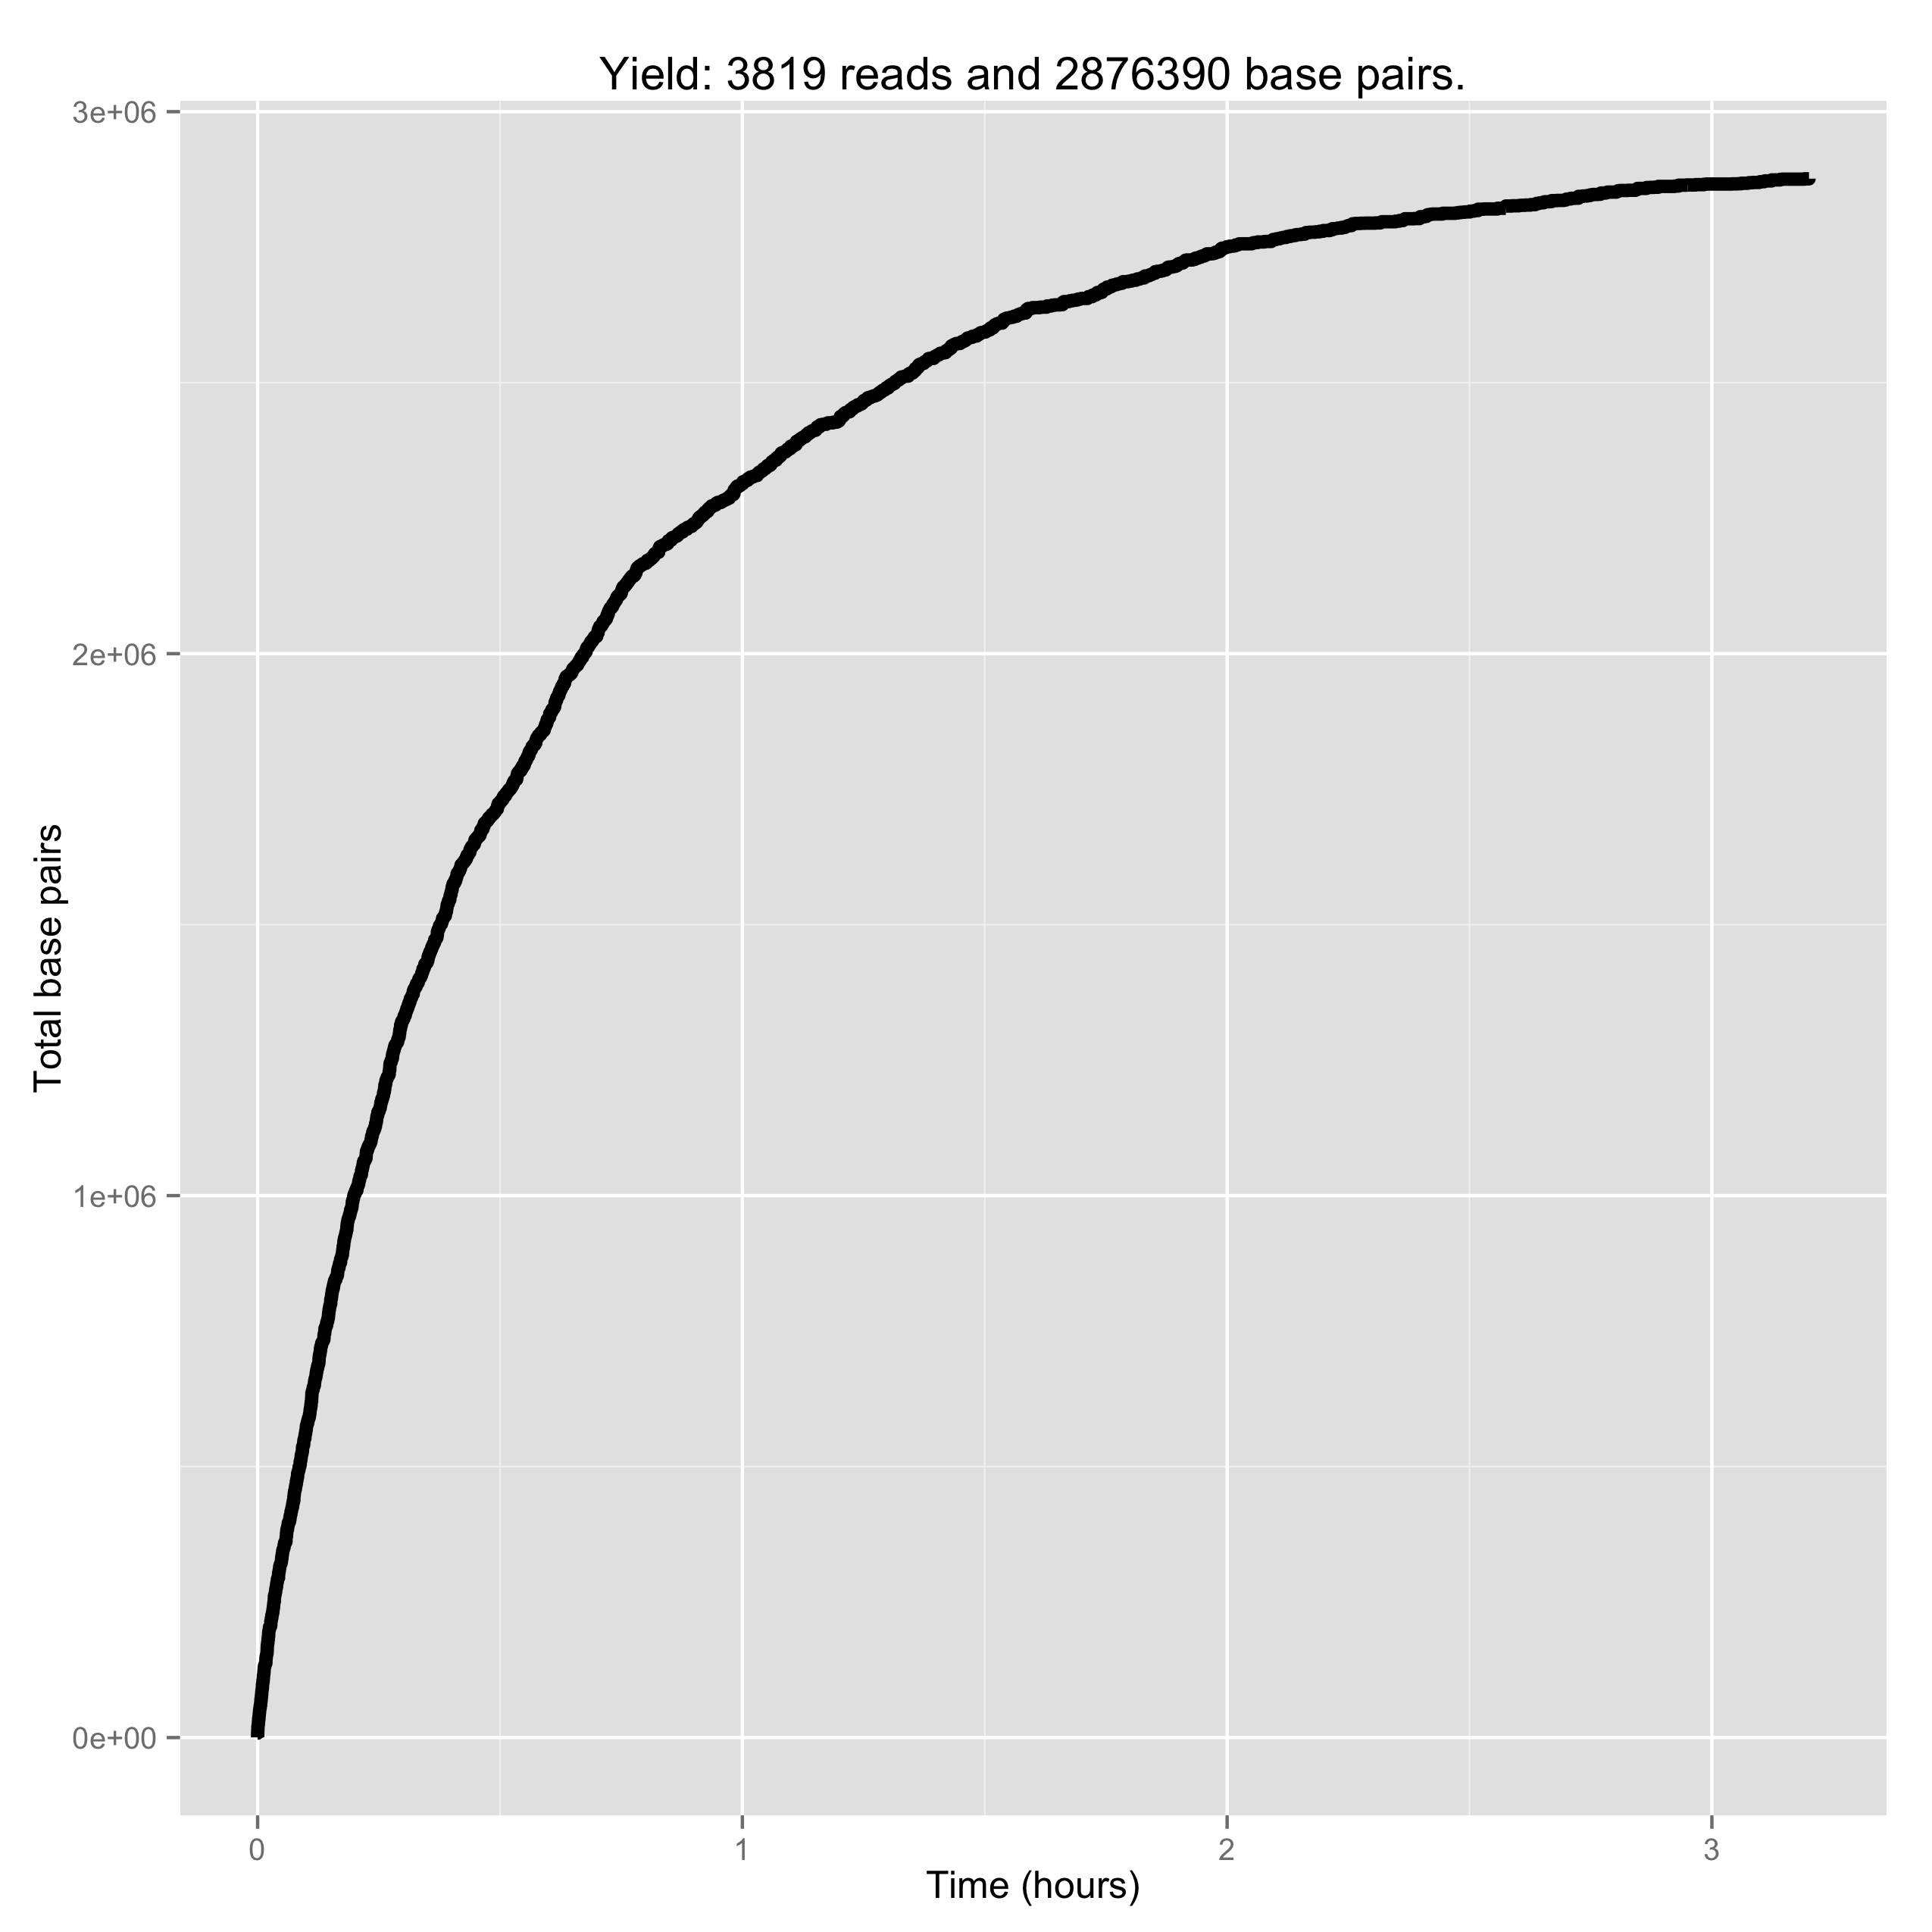 Yield: 3819 reads and 2876390 base pairs.
3e+06
2e+06
1e+06
0e+00
Total base pairs
0 1 2 3
Time (hours)